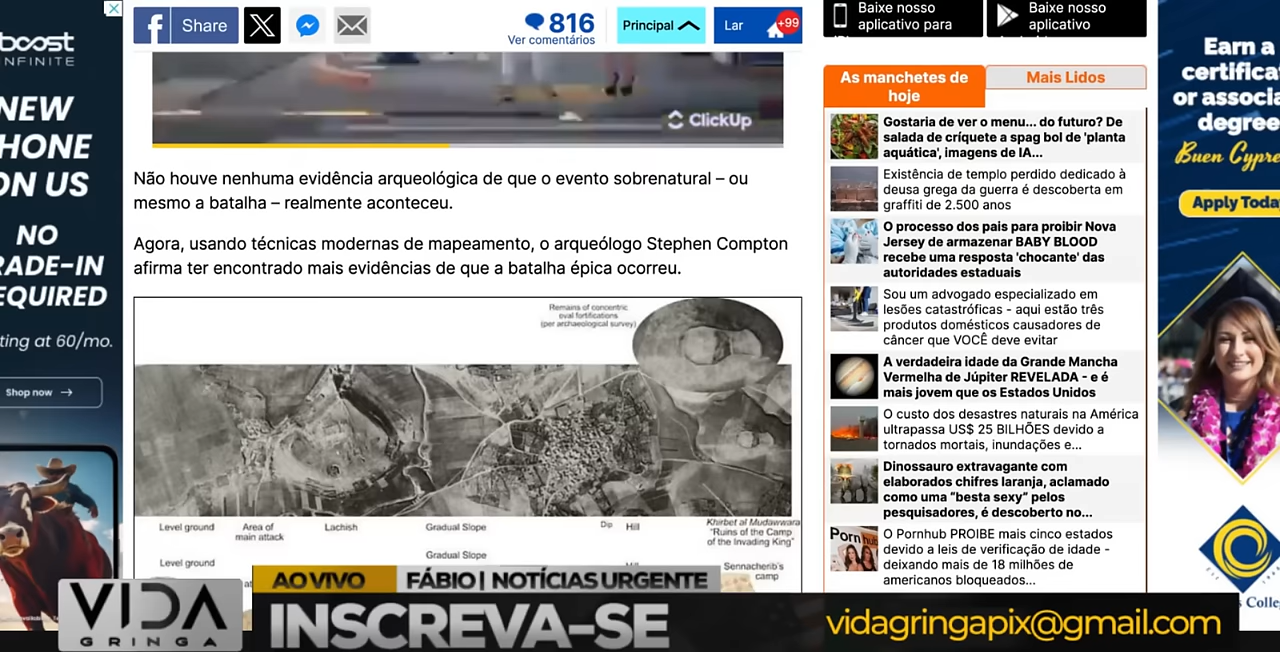 boost
INFINITE
NEW
PHONE
ON US
NO
TRADE-IN
REQUIRED
ting at 60/mo.
Shop now →
Share
816
Ver comentários
Principal
Lar
+99
Baixe nosso
aplicativo para
Baixe nosso
aplicativo
ClickUp
Não houve nenhuma evidência arqueológica de que o evento sobrenatural – ou
mesmo a batalha – realmente aconteceu.
Agora, usando técnicas modernas de mapeamento, o arqueólogo Stephen Compton
afirma ter encontrado mais evidências de que a batalha épica ocorreu.
Remains of concentric
oval fortifications
(per archaeological survey)
Level ground
Area of
main attack
Lachish
Gradual Slope
Dip
Hill
Khirbet al Mudawwara
"Ruins of the Camp
of the Invading King"
Level ground
Gradual Slope
Sennacherib's
camp
As manchetes de
hoje
Mais Lidos
Gostaria de ver o menu... do futuro? De
salada de críquete a spag bol de 'planta
aquática', imagens de IA...
Existência de templo perdido dedicado à
deusa grega da guerra é descoberta em
graffiti de 2.500 anos
O processo dos pais para proibir Nova
Jersey de armazenar BABY BLOOD
recebe uma resposta 'chocante' das
autoridades estaduais
Sou um advogado especializado em
lesões catastróficas - aqui estão três
produtos domésticos causadores de
câncer que VOCÊ deve evitar
A verdadeira idade da Grande Mancha
Vermelha de Júpiter REVELADA - e é
mais jovem que os Estados Unidos
O custo dos desastres naturais na América
ultrapassa US$ 25 BILHÕES devido a
tornados mortais, inundações e...
Dinossauro extravagante com
elaborados chifres laranja, aclamado
como uma "besta sexy" pelos
pesquisadores, é descoberto no...
Porn hub
O Pornhub PROIBE mais cinco estados
devido a leis de verificação de idade -
deixando mais de 18 milhões de
americanos bloqueados...
Earn a
certificat
or associa
degree
Buen Cypre
Apply Toda
s Colleg
VIDA
GRINGA
AO VIVO
FÁBIO | NOTÍCIAS URGENTE
INSCREVA-SE
vidagringapix@gmail.com